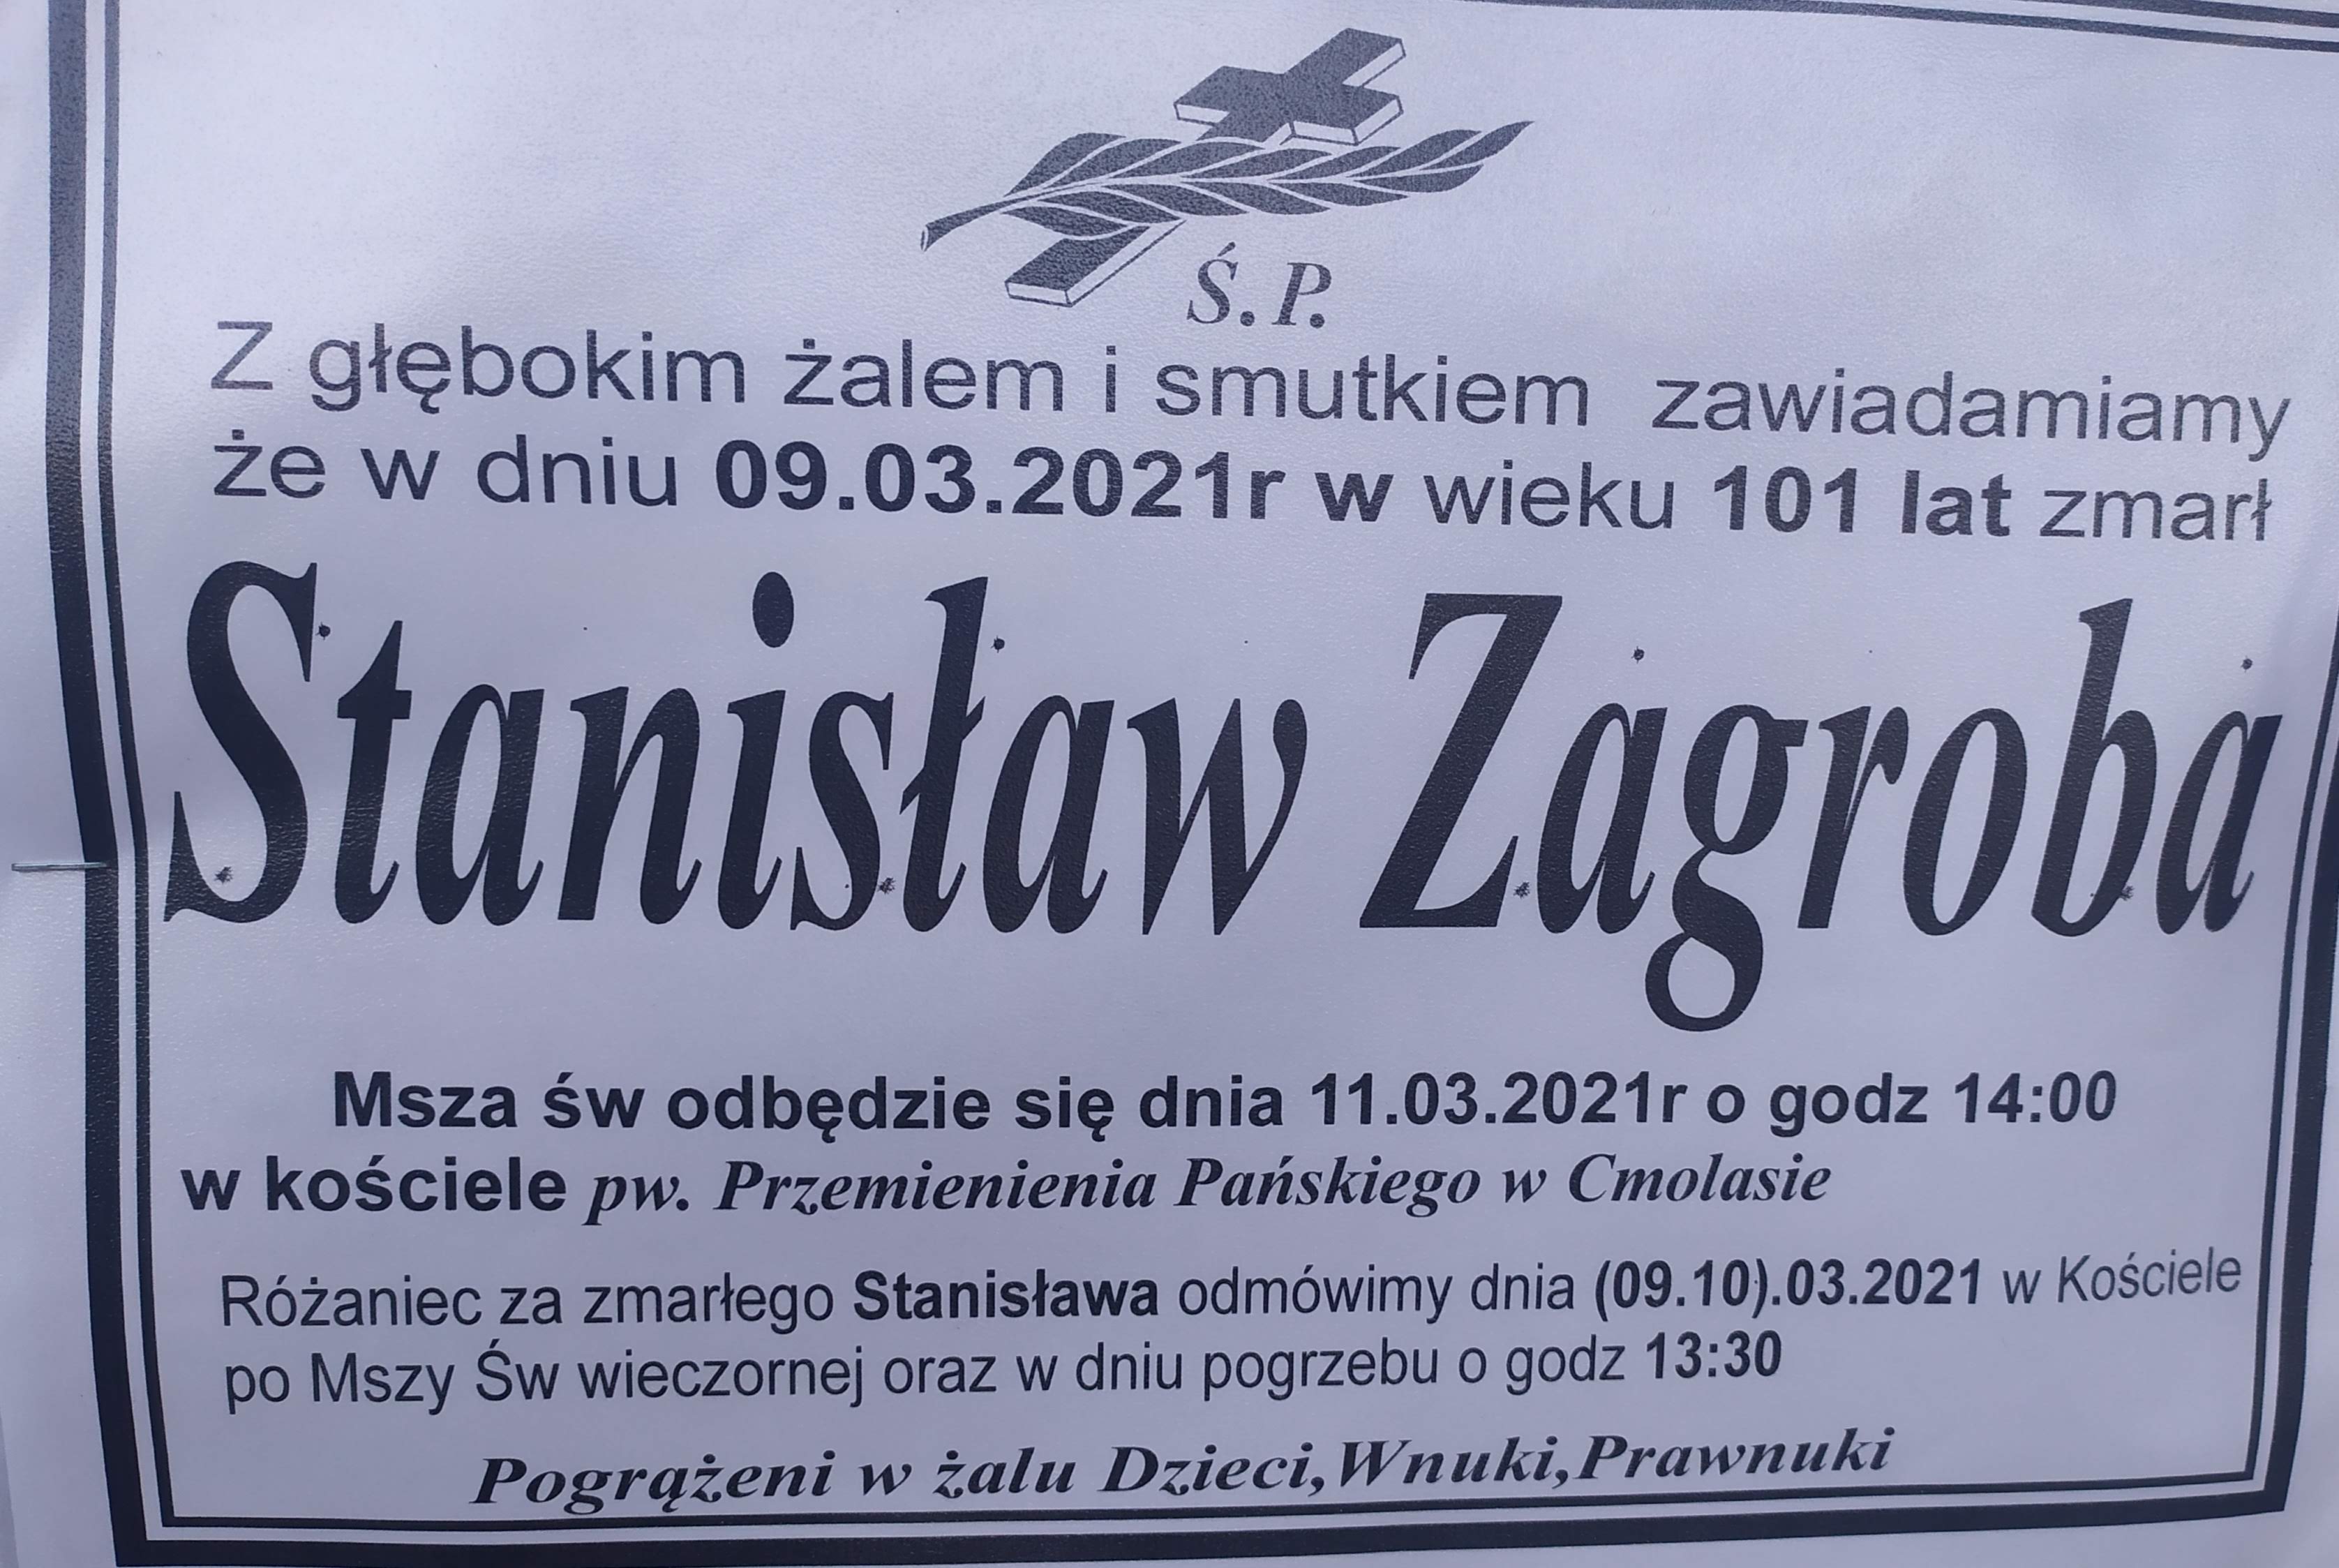 Ś.P.
Z głębokim żalem i smutkiem zawiadamiamy
że w dniu 09.03.2021r w wieku 101 lat zmarł
Stanisław Zagroba
Msza św odbędzie się dnia 11.03.2021r o godz 14:00
w kościele pw. Przemienienia Pańskiego w Cmolasie
Różaniec za zmarłego Stanisława odmówimy dnia (09.10).03.2021 w Kościele
po Mszy Św wieczornej oraz w dniu pogrzebu o godz 13:30
Pogrążeni w żalu Dzieci,Wnuki,Prawnuki